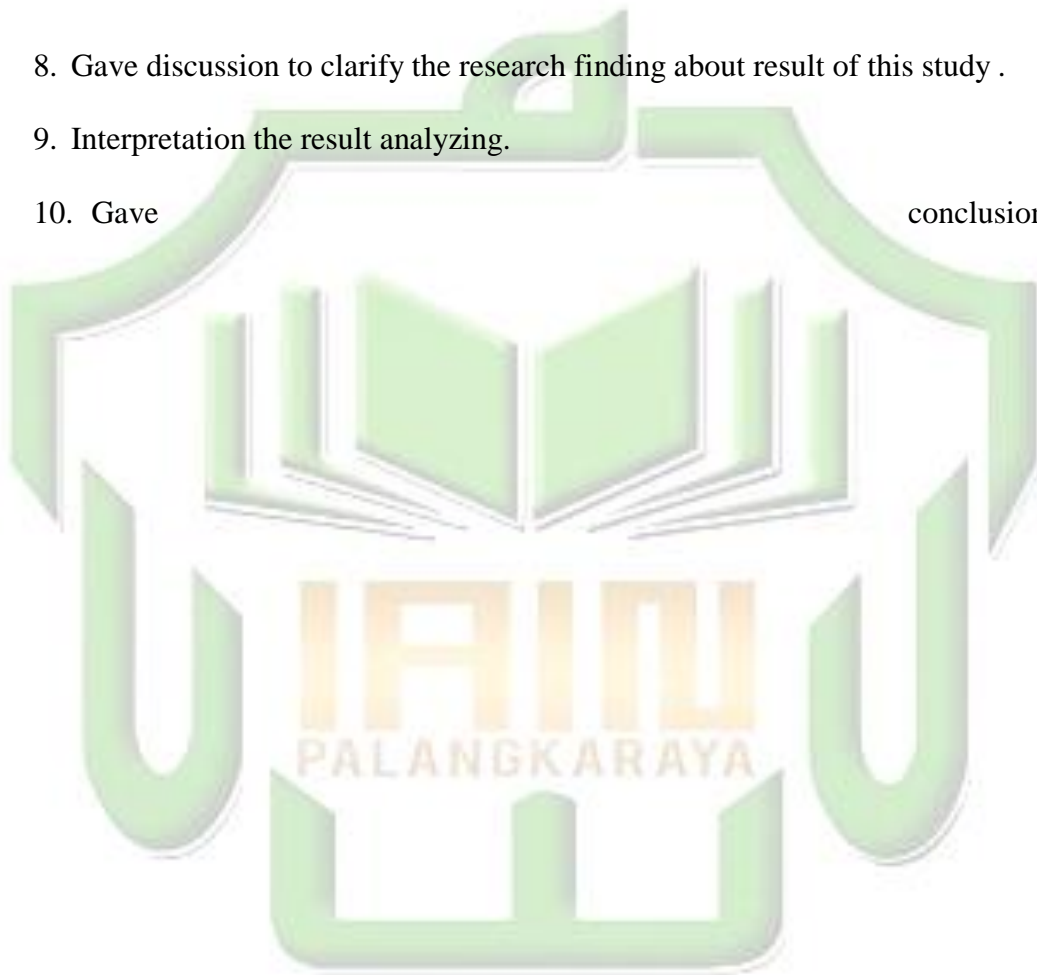 8. Gave discussion to clarify the research finding about result of this study .
9. Interpretation the result analyzing.
10. Gave conclusion
IAIN
PALANGKARAYA